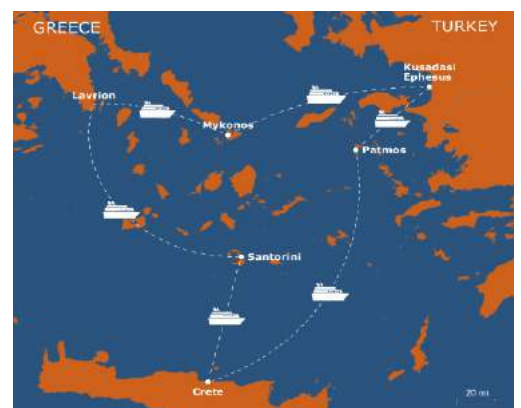 GREECE
TURKEY
Kusadasi
Ephesus
Lavrion
Mykonos
Patmos
Santorini
Crete
20 mi